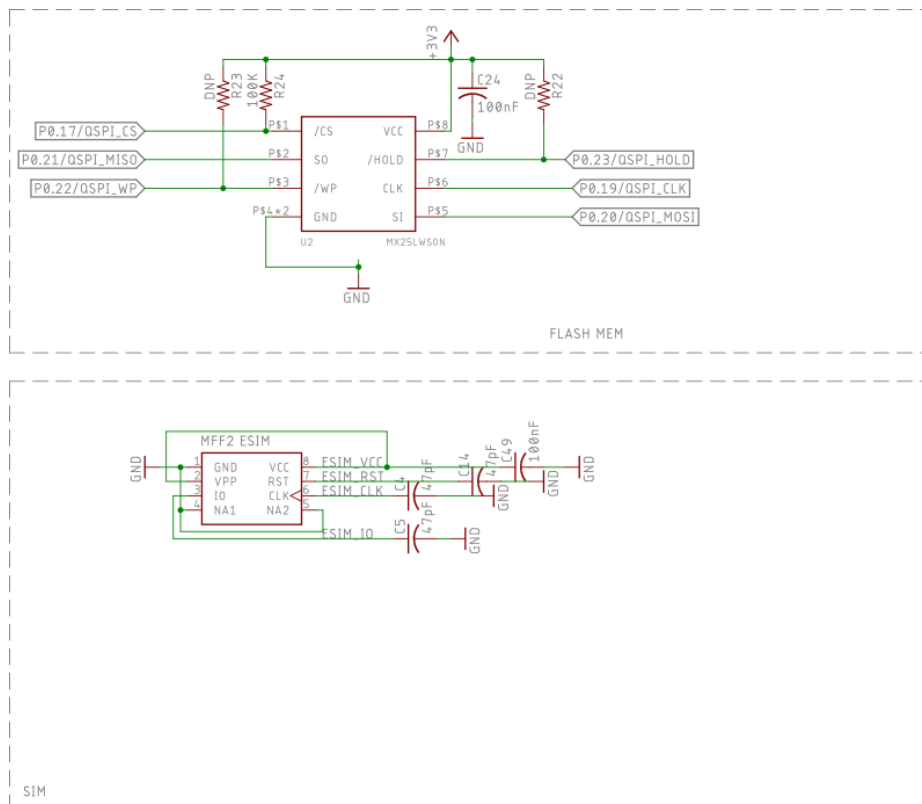 +3V3
DNP
R23
100K
R24
C24
100nF
DNP
R22
GND
P0.17/QSPI_CS
P$1
/CS
VCC
P$8
P0.21/QSPI_MISO
P$2
SO
/HOLD
P$7
P0.23/QSPI_HOLD
P0.22/QSPI_WP
P$3
/WP
CLK
P$6
P0.19/QSPI_CLK
P$4*2
GND
SI
P$5
P0.20/QSPI_MOSI
U2
MX25LWSON
GND
FLASH MEM
MFF2 ESIM
GND
1
GND
VCC
8
ESIM_VCC
C49
100nF
GND
2
VPP
RST
7
ESIM_RST
C14
47pF
GND
3
IO
CLK
6
ESIM_CLK
C4
47pF
GND
4
NA1
NA2
5
ESIM_IO
C5
47pF
GND
SIM